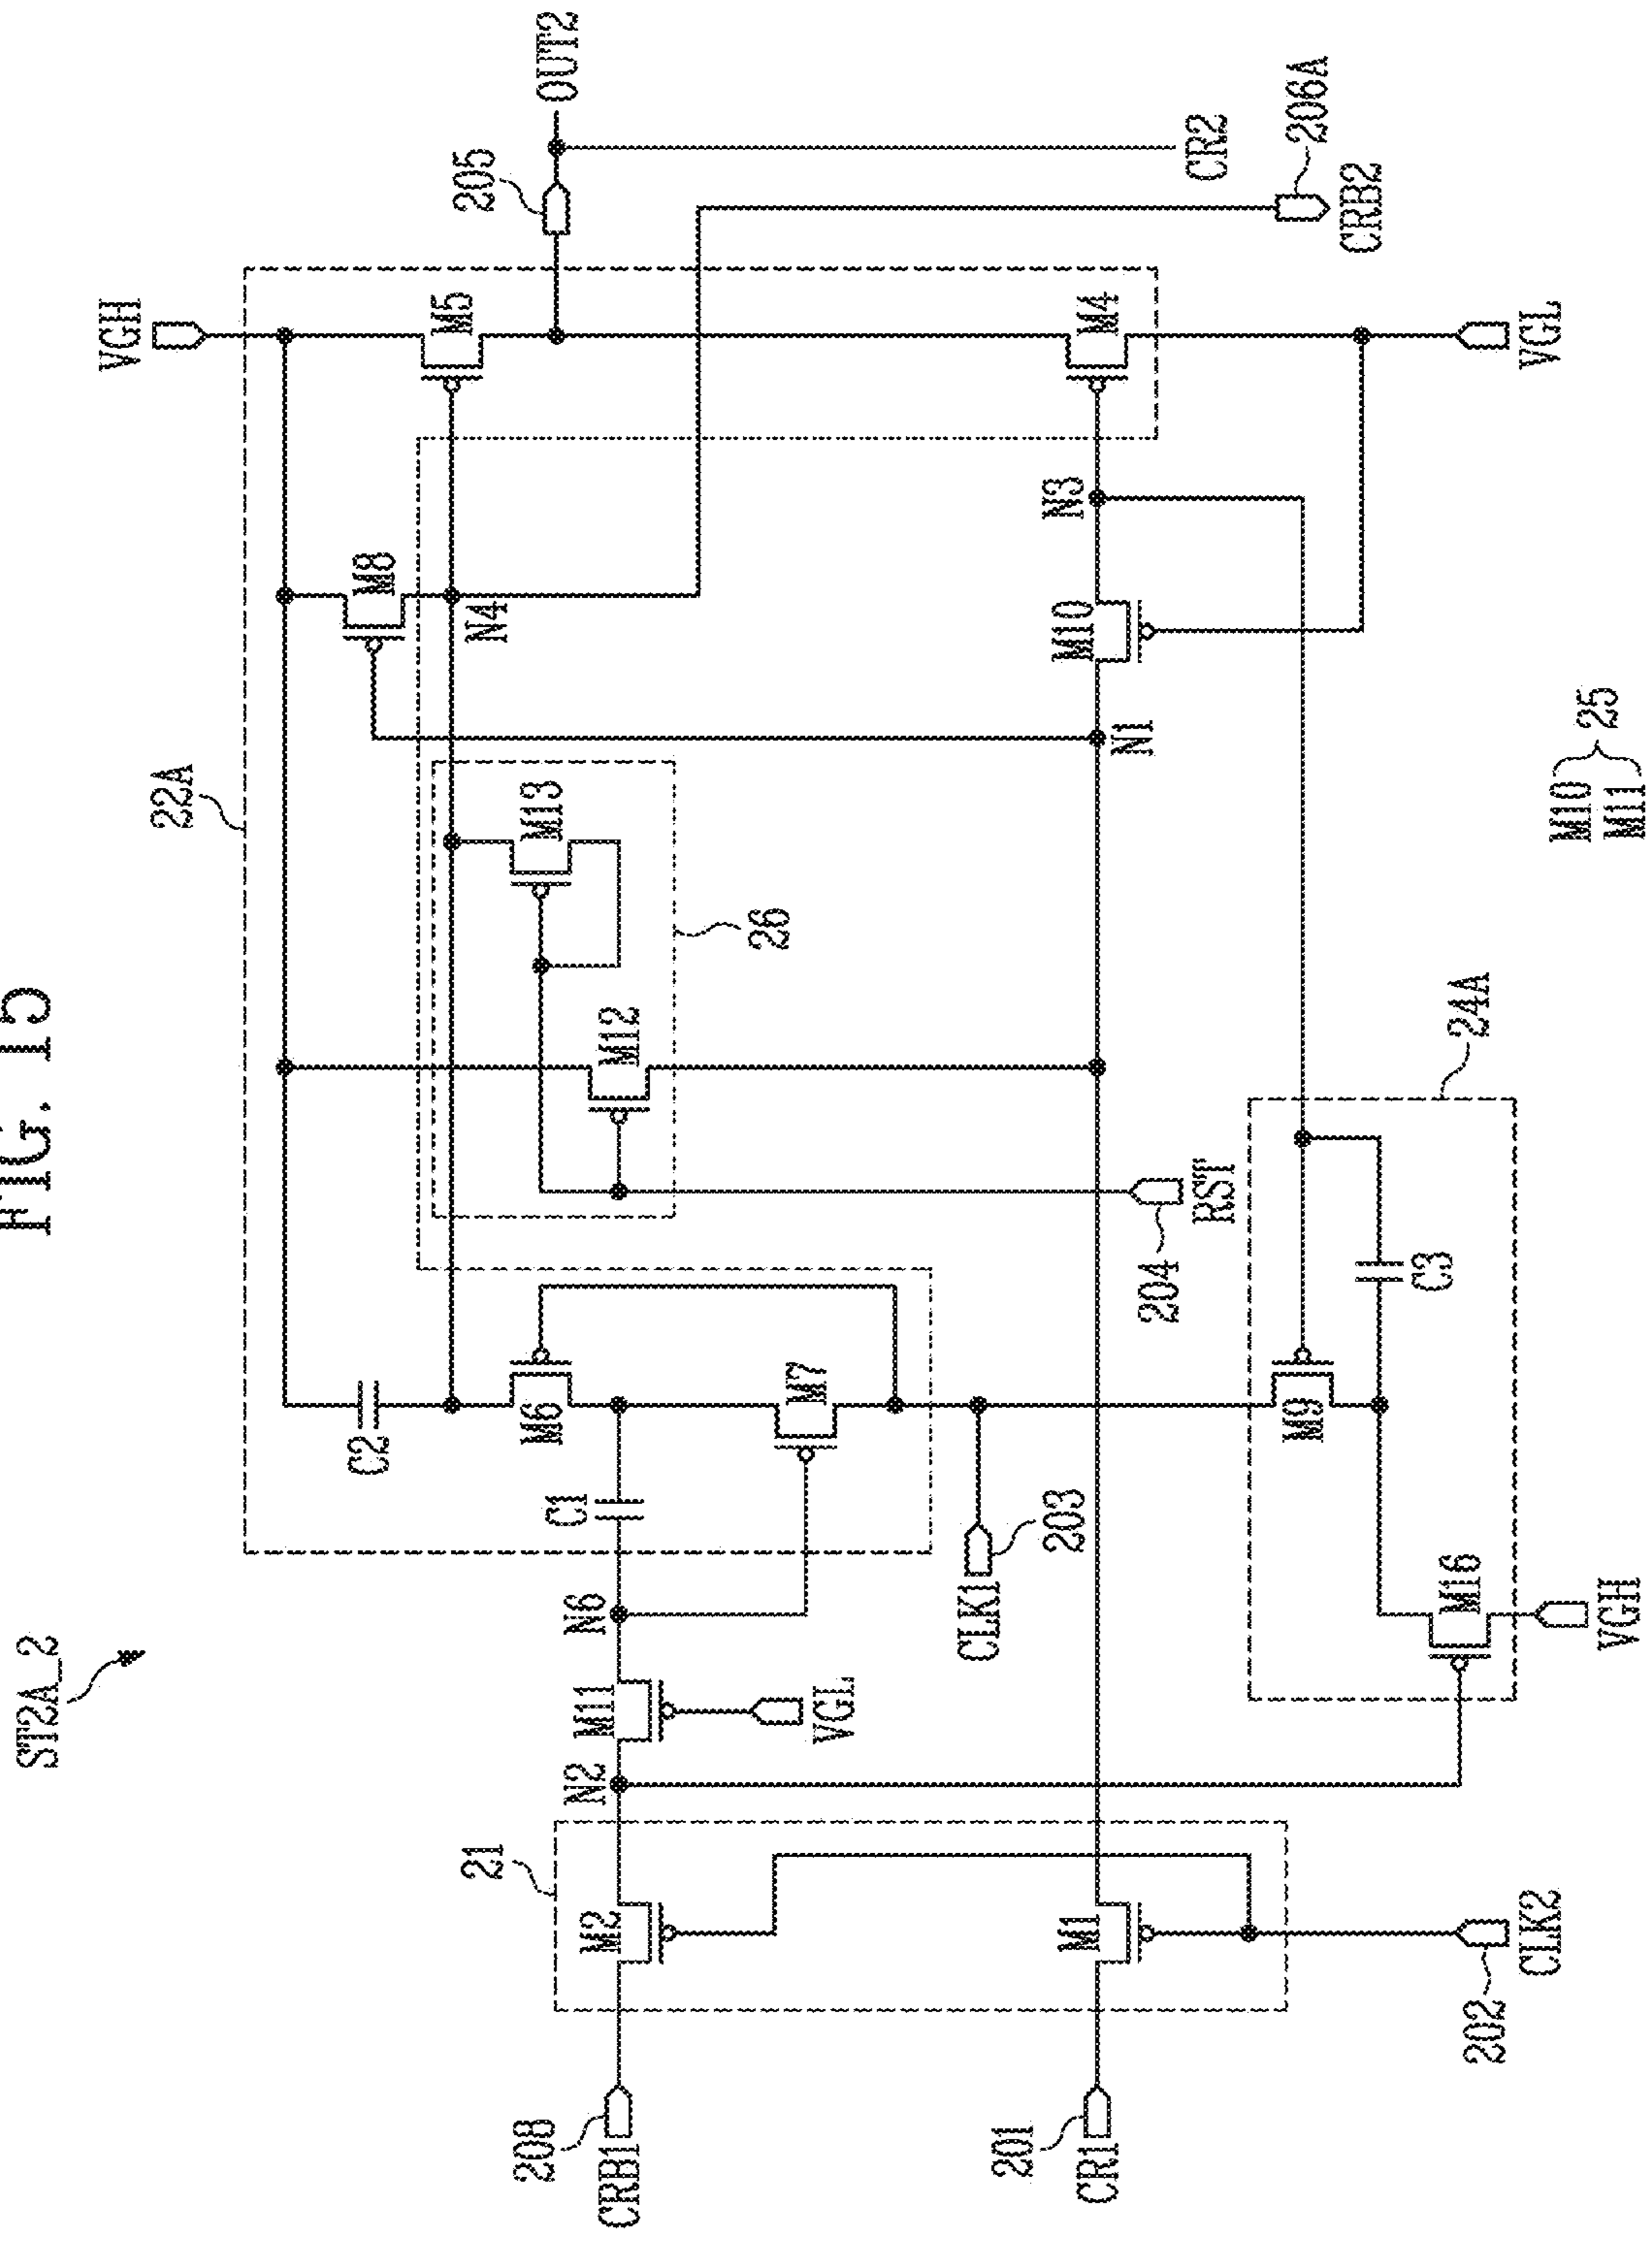 FIG. 15
ST2A_2
VGH
22A
205
OUT2
M5
M8
C2
N4
M13
M6
M12
26
C1
N6
M7
21
N2
M11
VGL
M2
208
CRB1
CLK1
203
204
RST
N1
M10
N3
M4
CR2
206A
CRB2
M1
201
CR1
M9
C3
24A
M16
VGH
202
CLK2
VGL
M10
M11
25